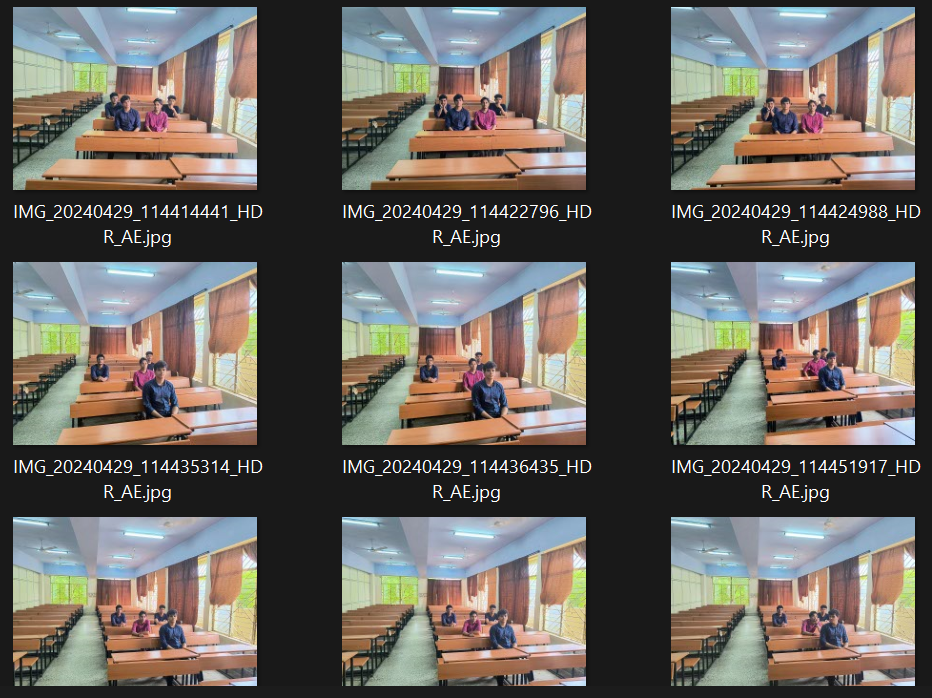 IMG_20240429_114414441_HD
R_AE.jpg
IMG_20240429_114422796_HD
R_AE.jpg
IMG_20240429_114424988_HD
R_AE.jpg
IMG_20240429_114435314_HD
R_AE.jpg
IMG_20240429_114436435_HD
R_AE.jpg
IMG_20240429_114451917_HD
R_AE.jpg